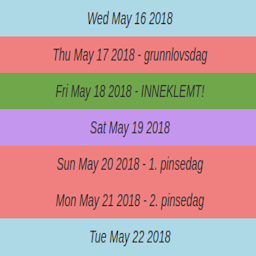 Wed May 16 2018
Thu May 17 2018 - grunnlovsdag
Fri May 18 2018 - INNEKLEMT!
Sat May 19 2018
Sun May 20 2018 - 1. pinsedag
Mon May 21 2018 - 2. pinsedag
Tue May 22 2018